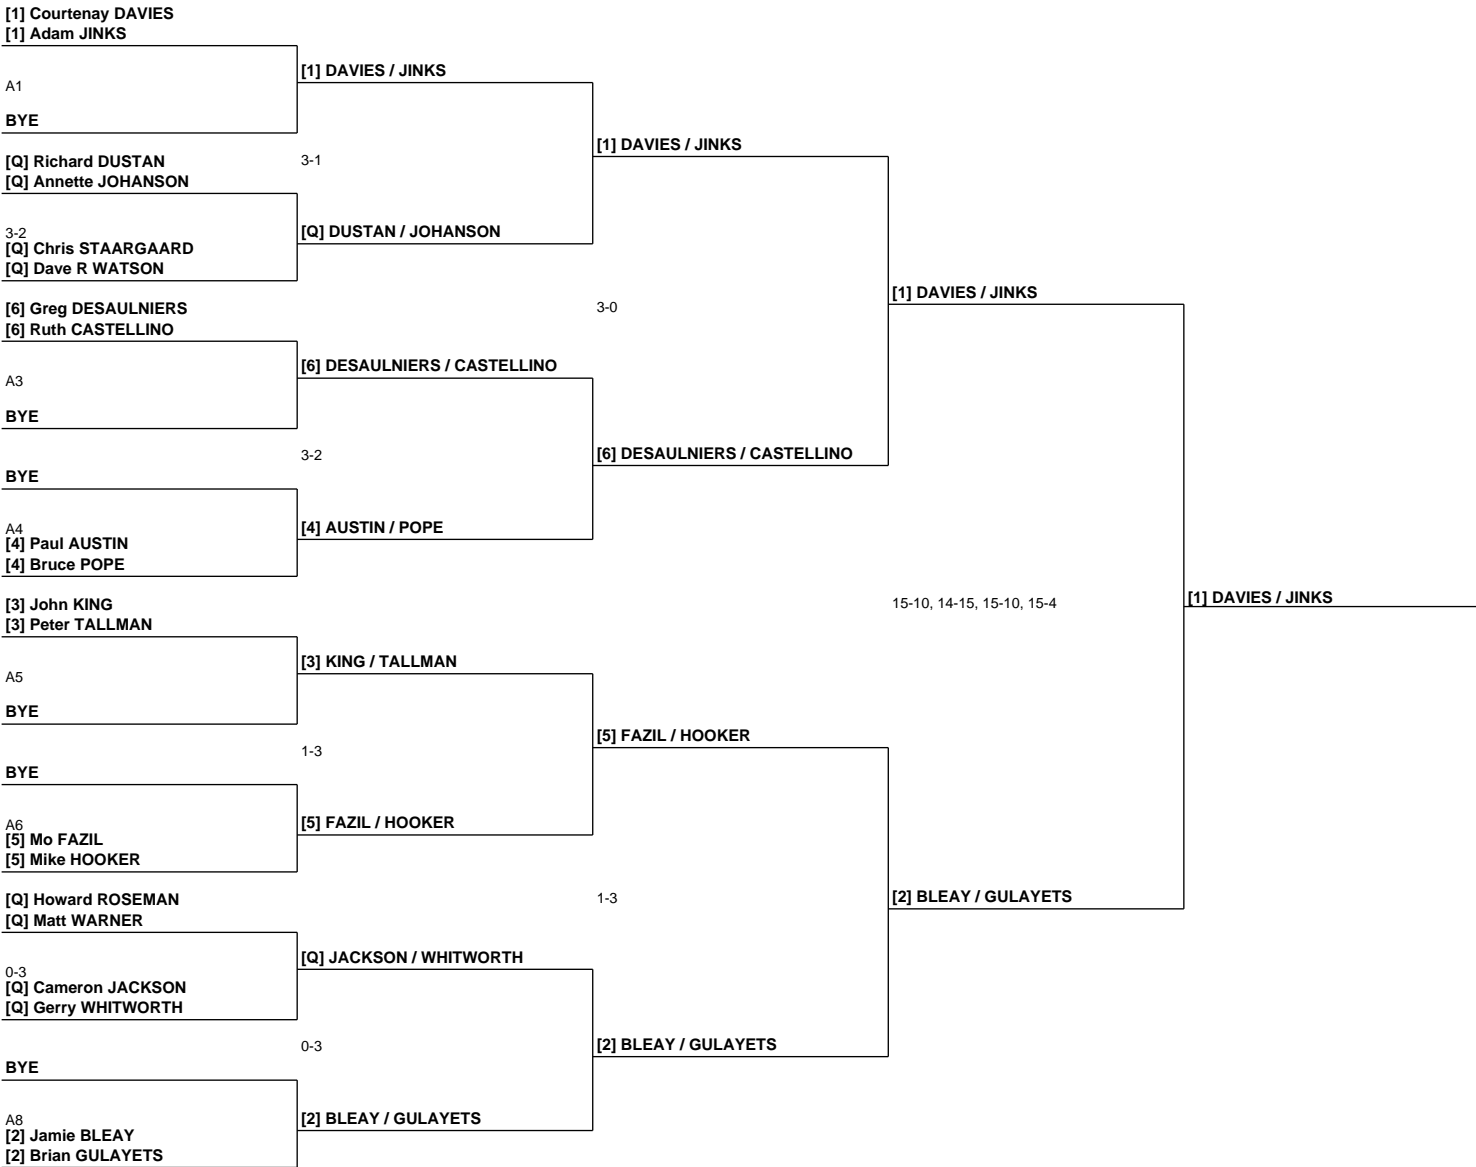 [1] Courtenay DAVIES
[1] Adam JINKS
A1
BYE
[Q] Richard DUSTAN
[Q] Annette JOHANSON
3-2
[Q] Chris STAARGAARD
[Q] Dave R WATSON
[6] Greg DESAULNIERS
[6] Ruth CASTELLINO
A3
BYE
BYE
A4
[4] Paul AUSTIN
[4] Bruce POPE
[3] John KING
[3] Peter TALLMAN
A5
BYE
BYE
A6
[5] Mo FAZIL
[5] Mike HOOKER
[Q] Howard ROSEMAN
[Q] Matt WARNER
0-3
[Q] Cameron JACKSON
[Q] Gerry WHITWORTH
BYE
A8
[2] Jamie BLEAY
[2] Brian GULAYETS
[1] DAVIES / JINKS
3-1
[Q] DUSTAN / JOHANSON
[6] DESAULNIERS / CASTELLINO
3-2
[4] AUSTIN / POPE
[3] KING / TALLMAN
1-3
[5] FAZIL / HOOKER
[Q] JACKSON / WHITWORTH
0-3
[2] BLEAY / GULAYETS
[1] DAVIES / JINKS
3-0
[6] DESAULNIERS / CASTELLINO
[5] FAZIL / HOOKER
1-3
[2] BLEAY / GULAYETS
[1] DAVIES / JINKS
15-10, 14-15, 15-10, 15-4
[2] BLEAY / GULAYETS
[1] DAVIES / JINKS